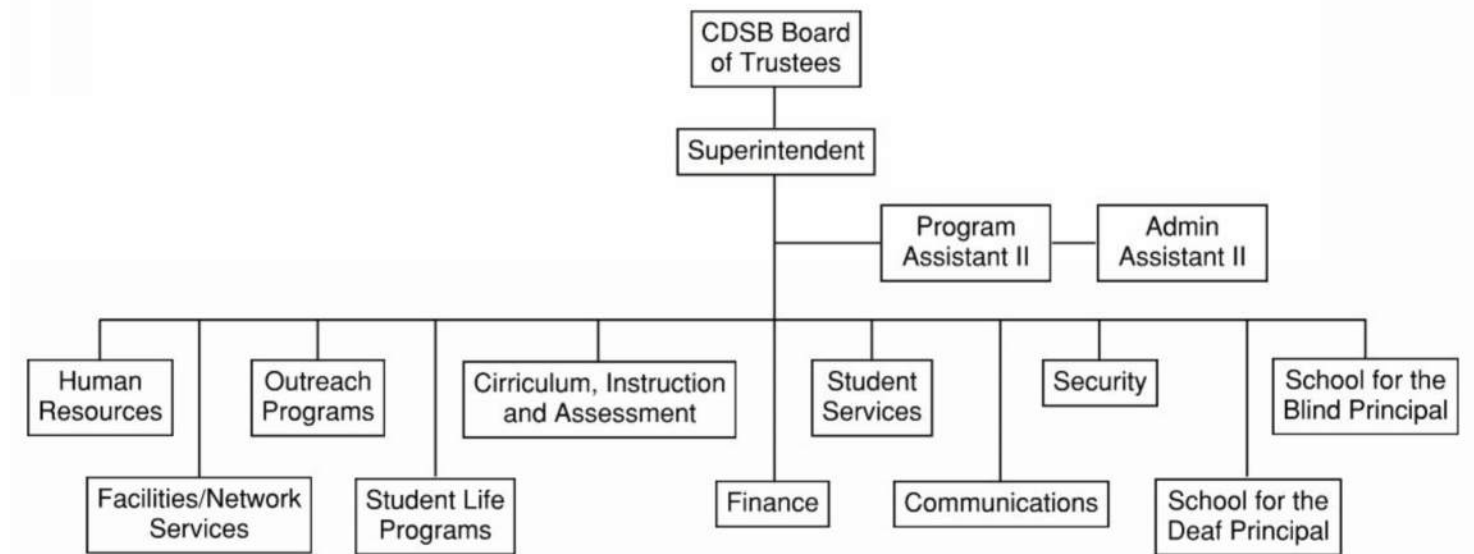 CDSB Board
of Trustees
Superintendent
Program
Assistant II
Admin
Assistant II
Human
Resources
Outreach
Programs
Cirriculum, Instruction
and Assessment
Student
Services
Security
School for the
Blind Principal
Facilities/Network
Services
Student Life
Programs
Finance
Communications
School for the
Deaf Principal